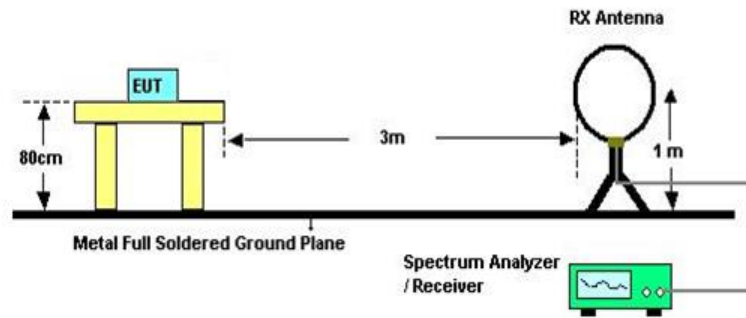 RX Antenna
EUT
80cm
3m
1 m
Metal Full Soldered Ground Plane
Spectrum Analyzer
/ Receiver